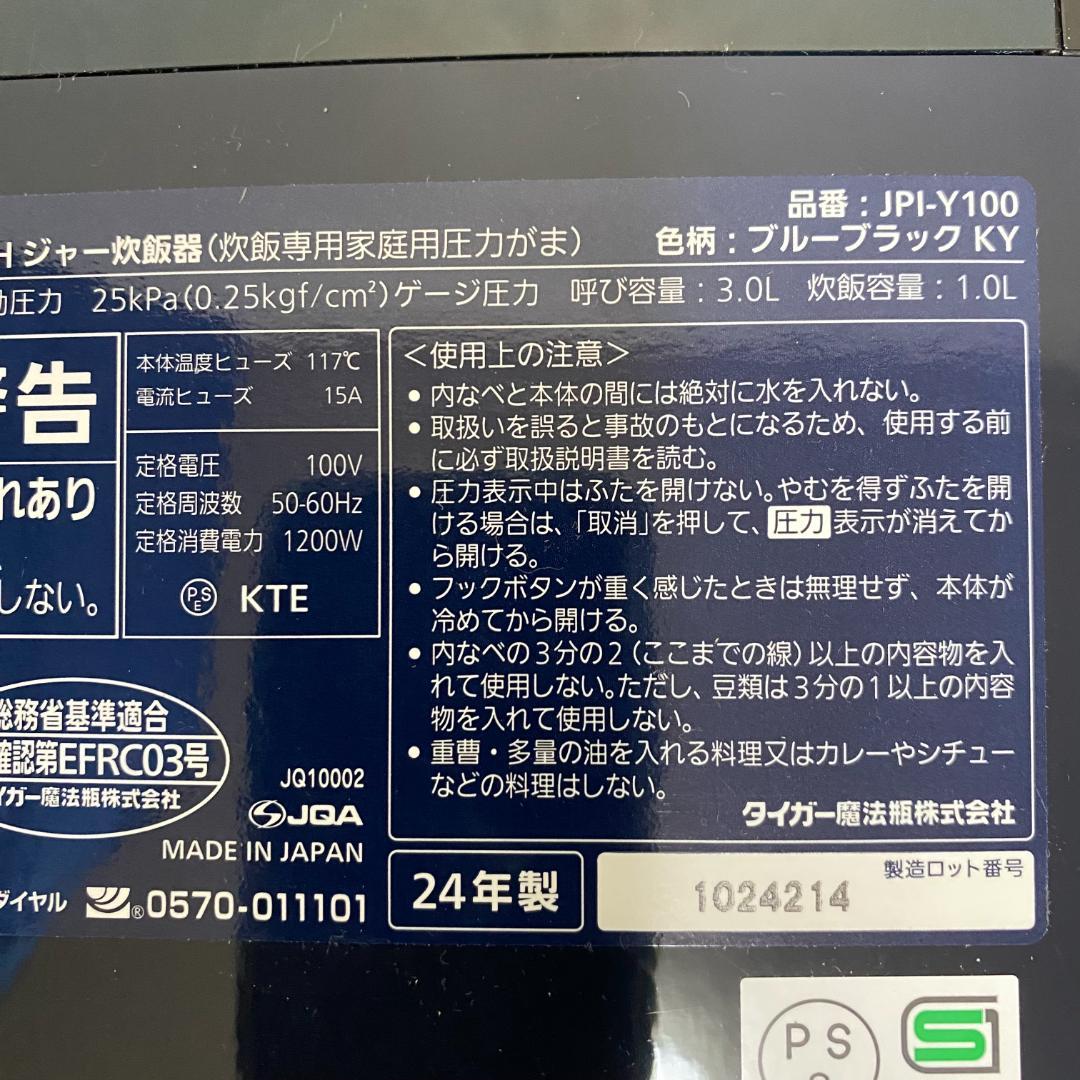 品番：JPI-Y100
Hジャー炊飯器(炊飯専用家庭用圧力がま)
色柄：ブルーブラック KY
動圧力 25kPa(0.25kgf/cm²)ゲージ圧力 呼び容量：3.0L 炊飯容量：1.0L
警告
れあり
しない。
本体温度ヒューズ 117℃
電流ヒューズ 15A
定格電圧 100V
定格周波数 50-60Hz
定格消費電力 1200W
PSE KTE
＜使用上の注意＞
●内なべと本体の間には絶対に水を入れない。
●取扱いを誤ると事故のもとになるため、使用する前
に必ず取扱説明書を読む。
●圧力表示中はふたを開けない。やむを得ずふたを開
ける場合は、「取消」を押して、圧力表示が消えてか
ら開ける。
●フックボタンが重く感じたときは無理せず、本体が
冷めてから開ける。
●内なべの3分の2(ここまでの線)以上の内容物を入
れて使用しない。ただし、豆類は3分の1以上の内容
物を入れて使用しない。
●重曹・多量の油を入れる料理又はカレーやシチュー
などの料理はしない。
タイガー魔法瓶株式会社
総務省基準適合
確認第EFRC03号
イガー魔法瓶株式会社
JQ10002
JQA
MADE IN JAPAN
ダイヤル ®0570-011101
24年製
製造ロット番号
1024214
PS
S1